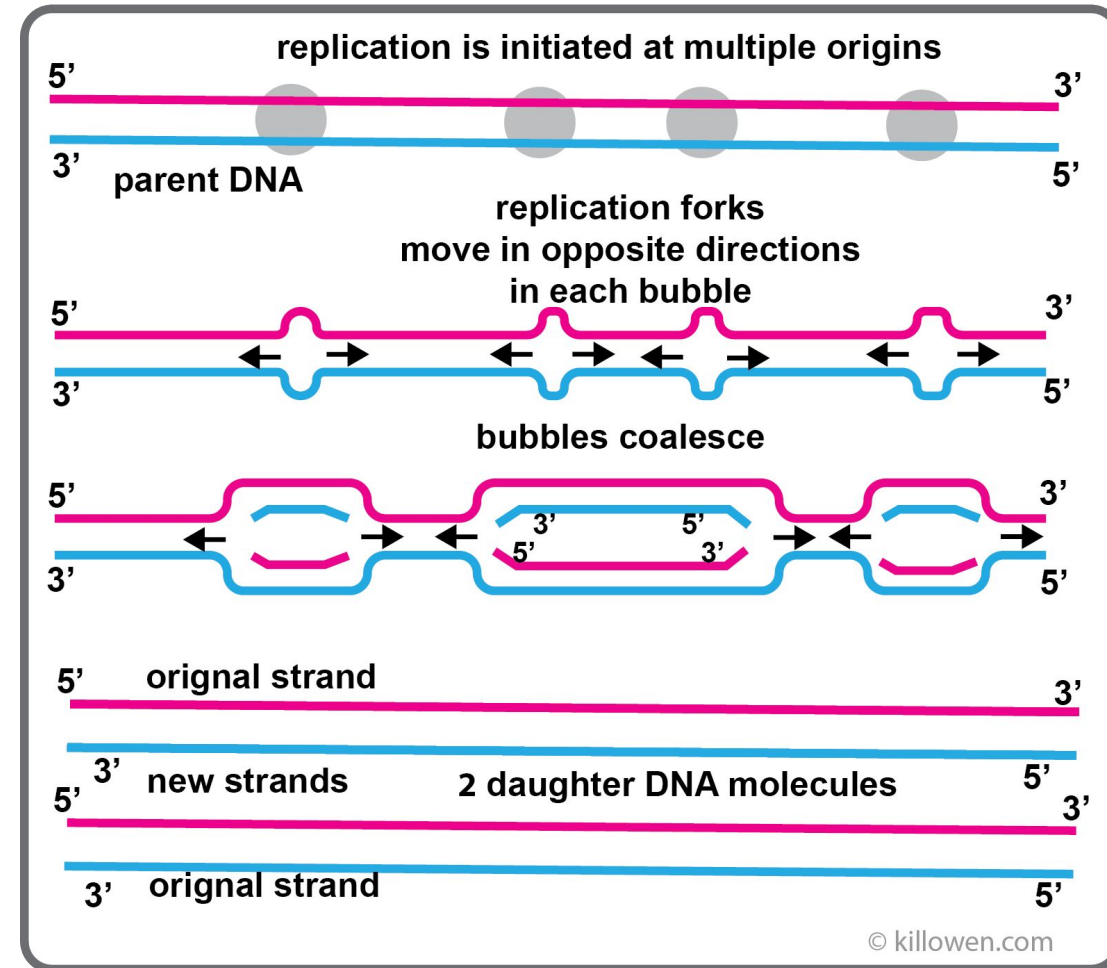 replication is initiated at multiple origins
5’ 3’
3’ 5’
parent DNA
replication forks
move in opposite directions
in each bubble
5’ 3’
3’ 5’
bubbles coalesce
5’ 3’
3’ 5’
5’ 3’
3’ 5’
5’ orignal strand 3’
3’ new strands 2 daughter DNA molecules 5’
5’ 3’
3’ orignal strand 5’
© killowen.com